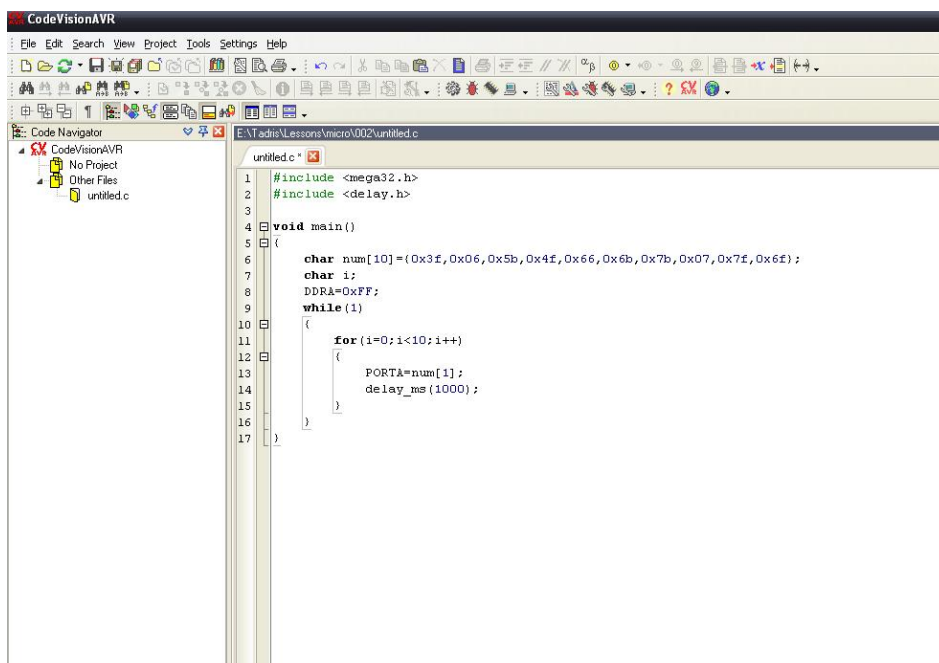 CodeVisionAVR
File Edit Search View Project Tools Settings Help
Code Navigator
CodeVisionAVR
No Project
Other Files
untitled.c
E:\Tadris\Lessons\micro\002\untitled.c
untitled.c *
1 #include <mega32.h>
2 #include <delay.h>
3
4 void main()
5 {
6 char num[10]={0x3f,0x06,0x5b,0x4f,0x66,0x6b,0x7b,0x07,0x7f,0x6f};
7 char i;
8 DDRA=0xFF;
9 while(1)
10 {
11 for(i=0;i<10;i++)
12 {
13 PORTA=num[1];
14 delay_ms(1000);
15 }
16 }
17 }